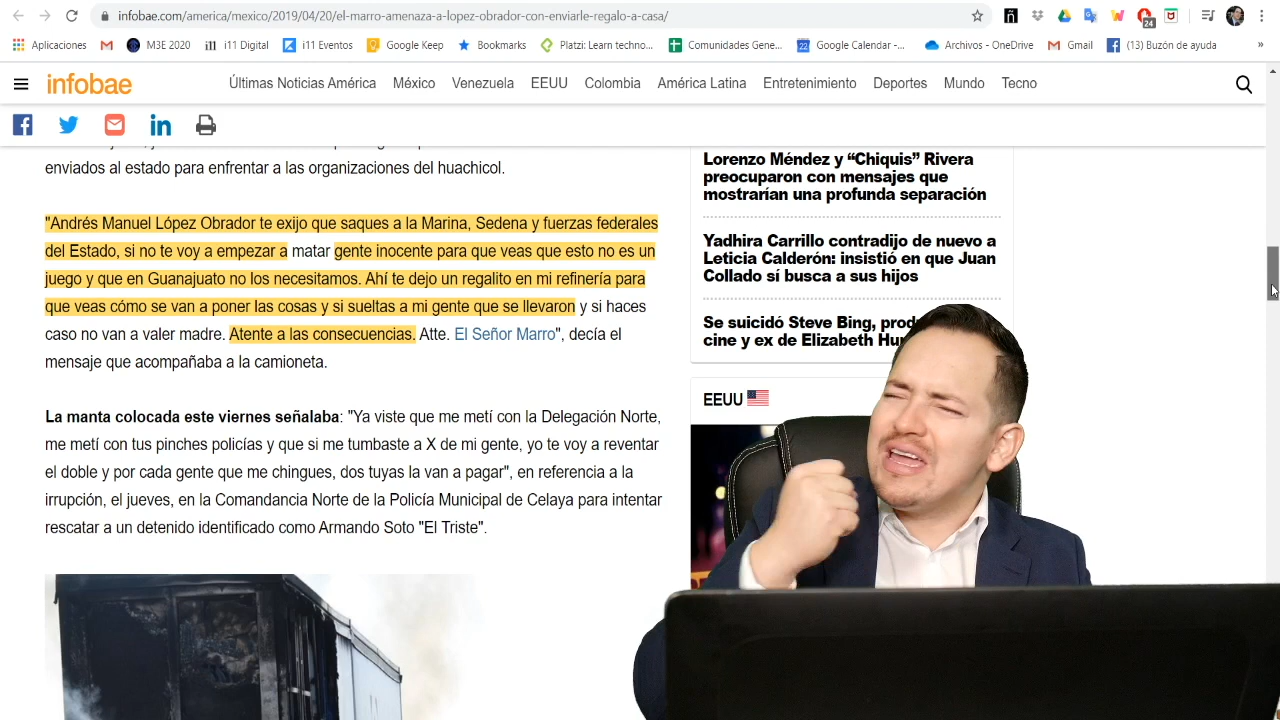 infobae.com/america/mexico/2019/04/20/el-marro-amenaza-a-lopez-obrador-con-enviarle-regalo-a-casa/
24
Aplicaciones
M3E 2020
i11 Digital
i11 Eventos
Google Keep
Bookmarks
Platzi: Learn techno...
Comunidades Gene...
Google Calendar -...
Archivos - OneDrive
Gmail
(13) Buzón de ayuda
»
infobae
Últimas Noticias América
México
Venezuela
EEUU
Colombia
América Latina
Entretenimiento
Deportes
Mundo
Tecno
enviados al estado para enfrentar a las organizaciones del huachicol.
"Andrés Manuel López Obrador te exijo que saques a la Marina, Sedena y fuerzas federales
del Estado, si no te voy a empezar a matar gente inocente para que veas que esto no es un
juego y que en Guanajuato no los necesitamos. Ahí te dejo un regalito en mi refinería para
que veas cómo se van a poner las cosas y si sueltas a mi gente que se llevaron y si haces
caso no van a valer madre. Atente a las consecuencias. Atte. El Señor Marro", decía el
mensaje que acompañaba a la camioneta.
La manta colocada este viernes señalaba: "Ya viste que me metí con la Delegación Norte,
me metí con tus pinches policías y que si me tumbaste a X de mi gente, yo te voy a reventar
el doble y por cada gente que me chingues, dos tuyas la van a pagar", en referencia a la
irrupción, el jueves, en la Comandancia Norte de la Policía Municipal de Celaya para intentar
rescatar a un detenido identificado como Armando Soto "El Triste".
Lorenzo Méndez y “Chiquis” Rivera
preocuparon con mensajes que
mostrarían una profunda separación
Yadhira Carrillo contradijo de nuevo a
Leticia Calderón: insistió en que Juan
Collado sí busca a sus hijos
Se suicidó Steve Bing,
cine y ex de Elizabeth
EEUU